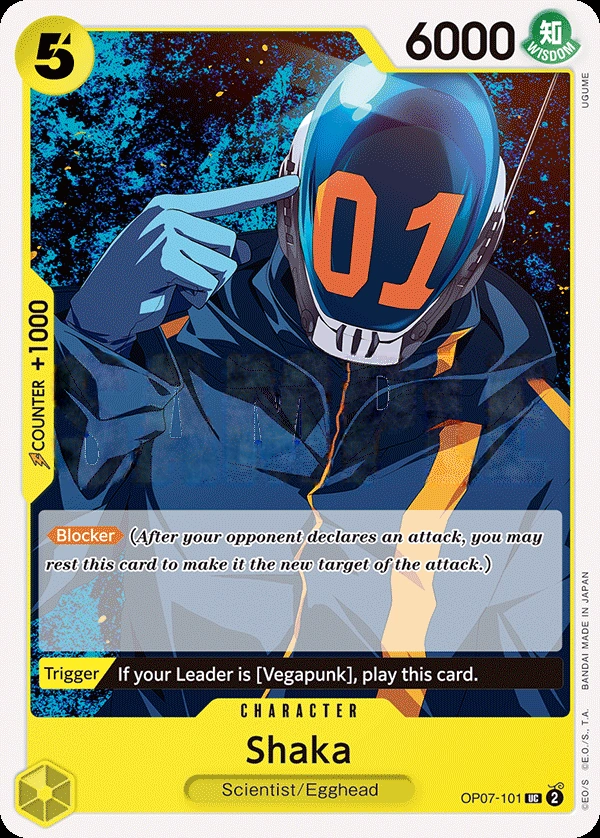 5
6000
知
WISDOM
UGUME
01
COUNTER +1000
Blocker (After your opponent declares an attack, you may
rest this card to make it the new target of the attack.)
Trigger If your Leader is [Vegapunk], play this card.
CHARACTER
Shaka
Scientist/Egghead
OP07-101 UC 2
©E.O./S ©E.O./S., T.A. BANDAI MADE IN JAPAN